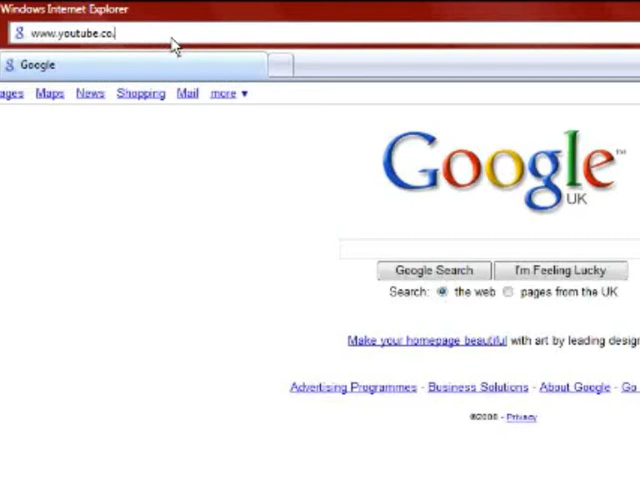 Windows Internet Explorer
www.youtube.co.
Google
ages Maps News Shopping Mail more ▼
Google™
UK
Google Search I'm Feeling Lucky
Search: the web pages from the UK
Make your homepage beautiful with art by leading design
Advertising Programmes - Business Solutions - About Google - Go
©2008 - Privacy